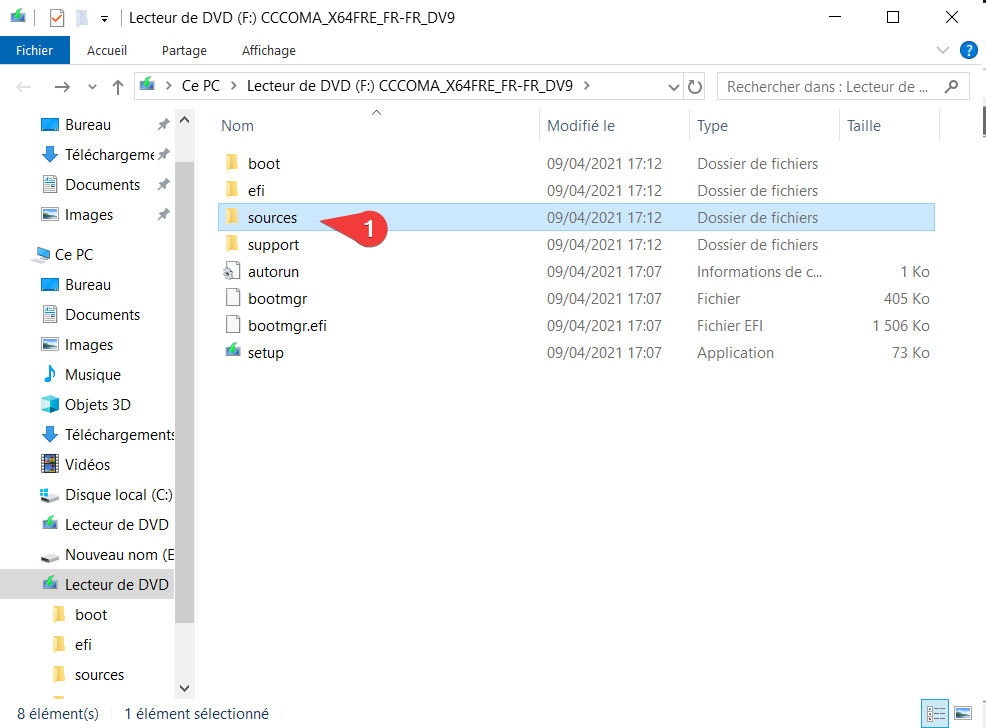 Lecteur de DVD (F:) CCCOMA_X64FRE_FR-FR_DV9
Fichier Accueil Partage Affichage ?
Ce PC Lecteur de DVD (F:) CCCOMA_X64FRE_FR-FR_DV9 Rechercher dans : Lecteur de ...
Bureau
Téléchargeme
Documents
Images
Ce PC
Bureau
Documents
Images
Musique
Objets 3D
Téléchargements
Vidéos
Disque local (C:)
Lecteur de DVD
Nouveau nom (E
Lecteur de DVD
boot
efi
sources
Nom Modifié le Type Taille
boot 09/04/2021 17:12 Dossier de fichiers
efi 09/04/2021 17:12 Dossier de fichiers
sources 1 09/04/2021 17:12 Dossier de fichiers
support 09/04/2021 17:12 Dossier de fichiers
autorun 09/04/2021 17:07 Informations de c... 1 Ko
bootmgr 09/04/2021 17:07 Fichier 405 Ko
bootmgr.efi 09/04/2021 17:07 Fichier EFI 1 506 Ko
setup 09/04/2021 17:07 Application 73 Ko
8 élément(s) 1 élément sélectionné